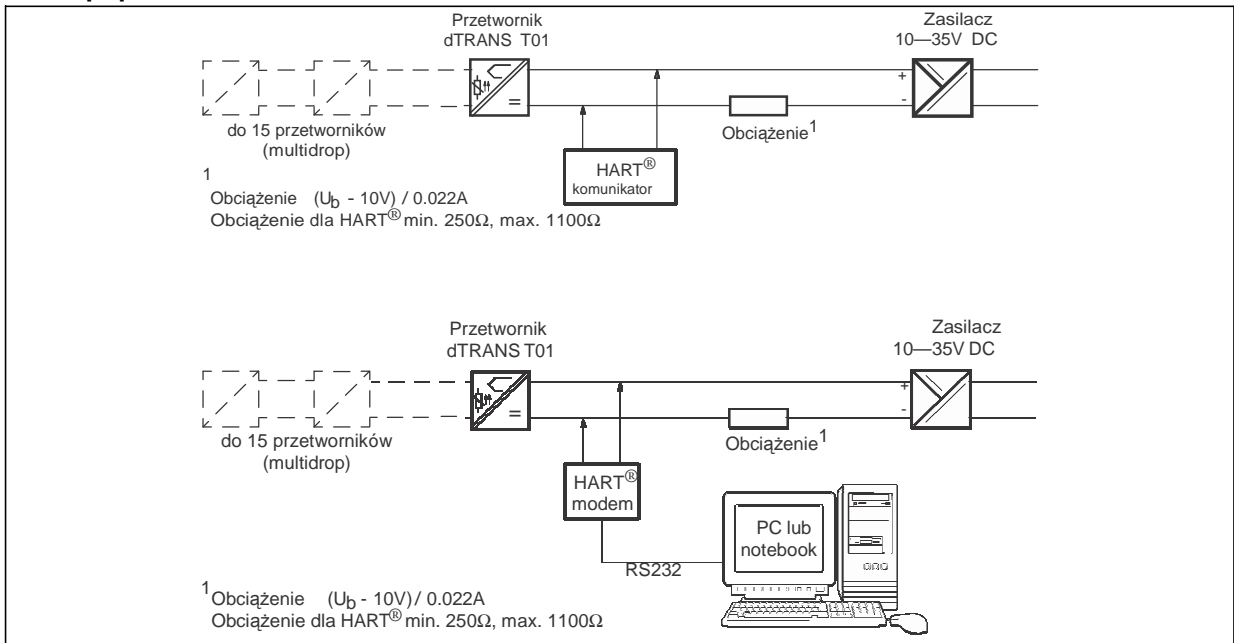 Przetwornik
dTRANS T01
Zasilacz
10—35V DC
+
-
do 15 przetworników
(multidrop)
Obciążenie1
HART®
komunikator
1
Obciążenie (Ub - 10V) / 0.022A
Obciążenie dla HART® min. 250Ω, max. 1100Ω
Przetwornik
dTRANS T01
Zasilacz
10—35V DC
+
-
do 15 przetworników
(multidrop)
Obciążenie1
HART®
modem
PC lub
notebook
RS232
1Obciążenie (Ub - 10V) / 0.022A
Obciążenie dla HART® min. 250Ω, max. 1100Ω